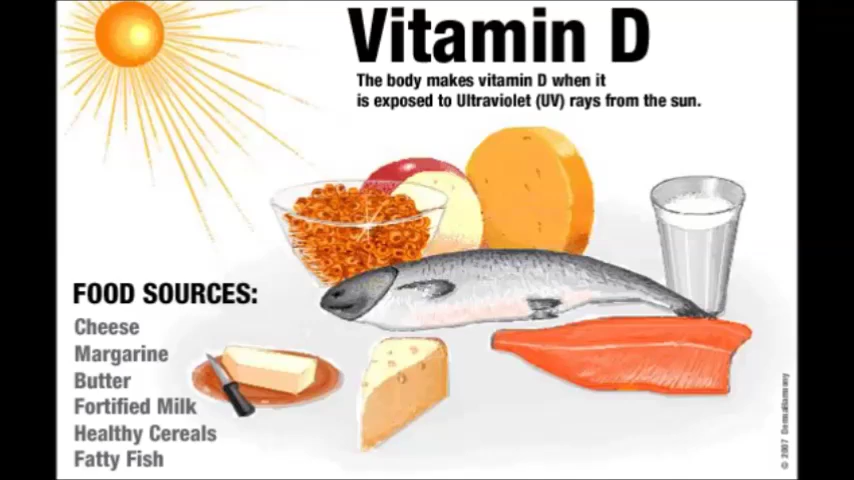 Vitamin D
The body makes vitamin D when it
is exposed to Ultraviolet (UV) rays from the sun.
FOOD SOURCES:
Cheese
Margarine
Butter
Fortified Milk
Healthy Cereals
Fatty Fish
© 2007